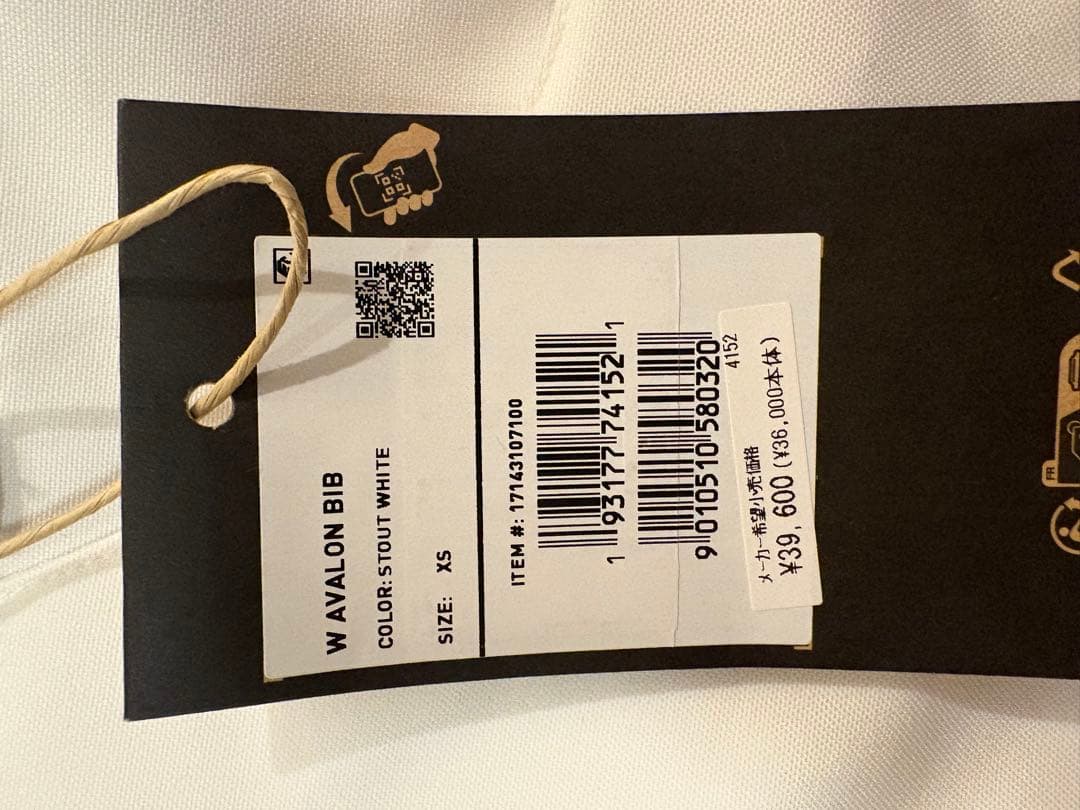 W AVALON BIB
COLOR: STOUT WHITE
SIZE: XS
ITEM #: 17143107100
1 93177 74152 1
9 010510 580320
4152
メーカー希望小売価格
¥39,600(¥36,000本体)
FR